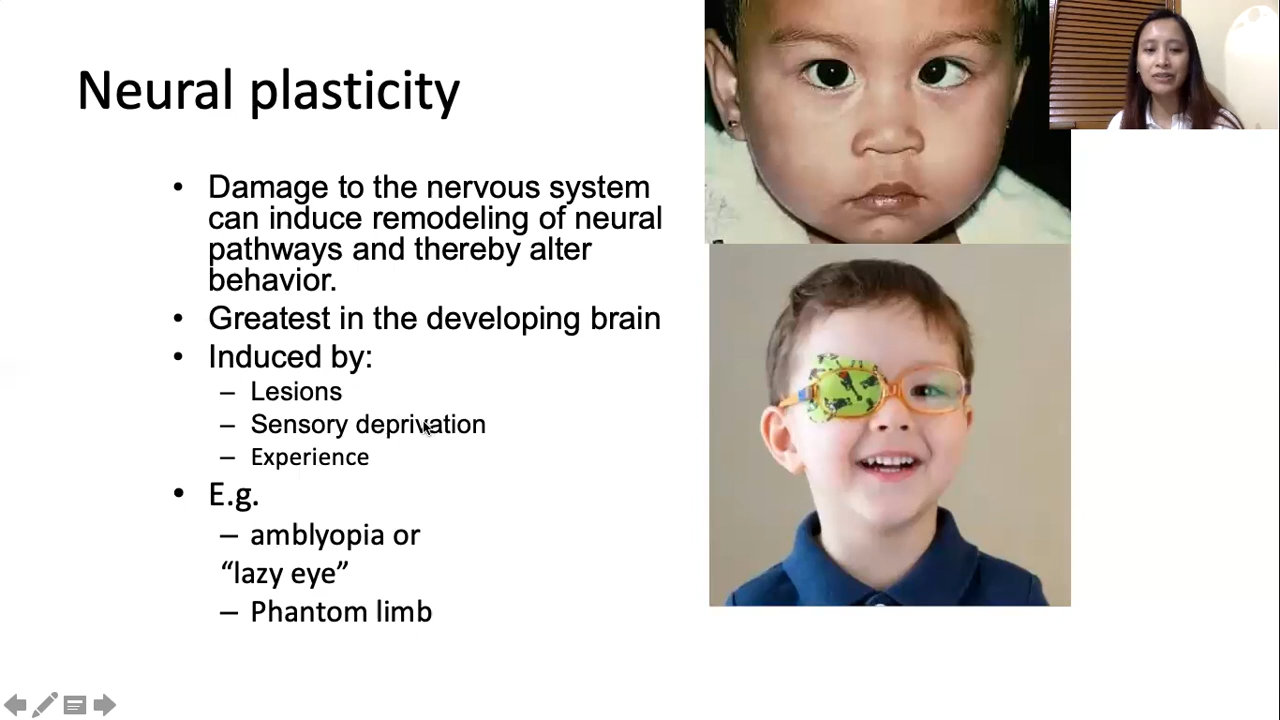 Neural plasticity
• Damage to the nervous system
can induce remodeling of neural
pathways and thereby alter
behavior.
• Greatest in the developing brain
• Induced by:
– Lesions
– Sensory deprivation
– Experience
• E.g.
– amblyopia or
“lazy eye”
– Phantom limb